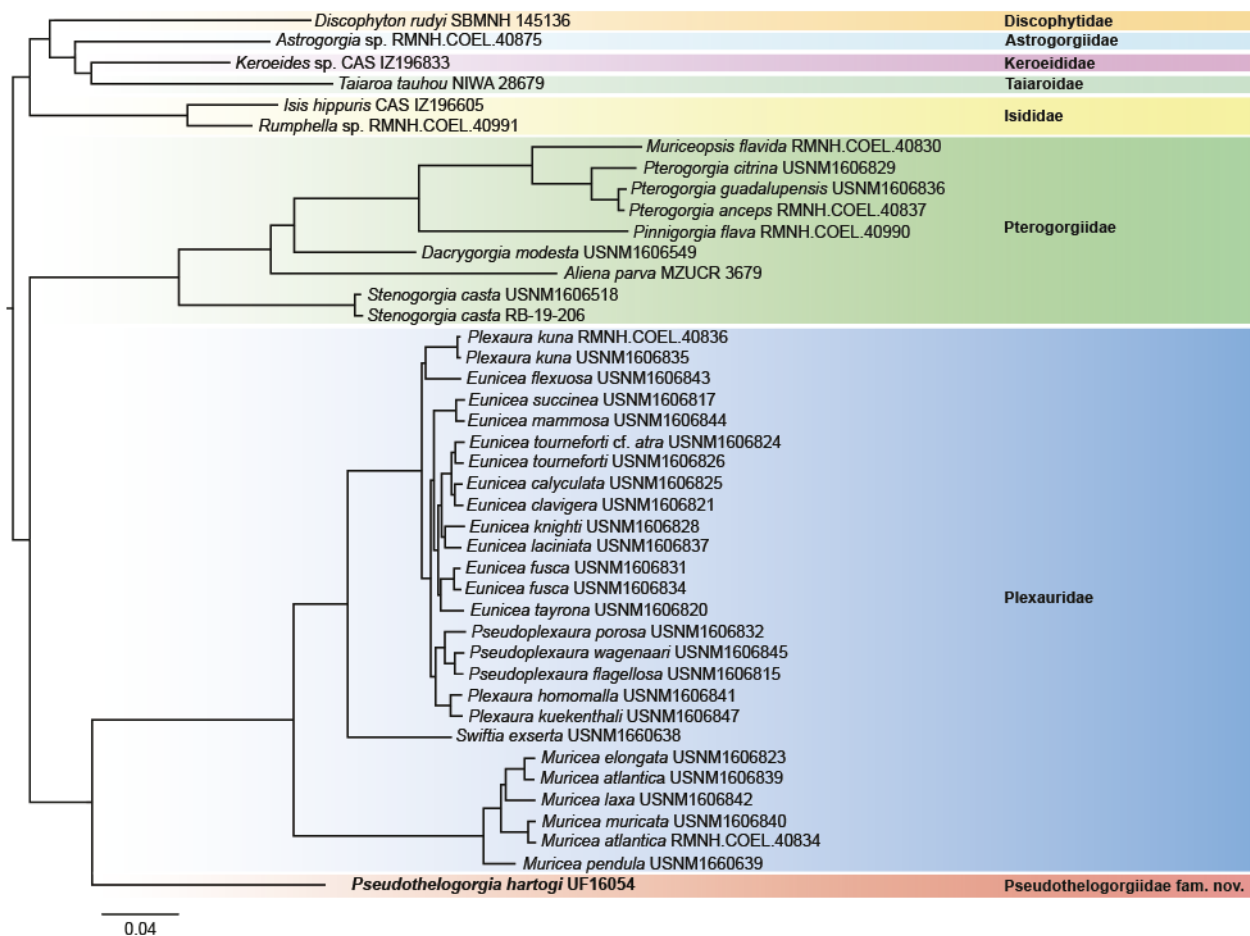 Discophyton rudyi SBMNH 145136 Discophytidae
Astrogorgia sp. RMNH.COEL.40875 Astrogorgiidae
Keroeides sp. CAS IZ196833 Keroeididae
Taiaroa tauhou NIWA 28679 Taiaroidae
Isis hippuris CAS IZ196605
Isididae
Rumphella sp. RMNH.COEL.40991
Muriceopsis flavida RMNH.COEL.40830
Pterogorgia citrina USNM1606829
Pterogorgia guadalupensis USNM1606836
Pterogorgia anceps RMNH.COEL.40837
Pterogorgiidae
Pinnigorgia flava RMNH.COEL.40990
Dacrygorgia modesta USNM1606549
Aliena parva MZUCR 3679
Stenogorgia casta USNM1606518
Stenogorgia casta RB-19-206
Plexaura kuna RMNH.COEL.40836
Plexaura kuna USNM1606835
Eunicea flexuosa USNM1606843
Eunicea succinea USNM1606817
Eunicea mammosa USNM1606844
Eunicea tourneforti cf. atra USNM1606824
Eunicea tourneforti USNM1606826
Eunicea calyculata USNM1606825
Eunicea clavigera USNM1606821
Eunicea knighti USNM1606828
Eunicea laciniata USNM1606837
Eunicea fusca USNM1606831
Eunicea fusca USNM1606834
Plexauridae
Eunicea tayrona USNM1606820
Pseudoplexaura porosa USNM1606832
Pseudoplexaura wagenaari USNM1606845
Pseudoplexaura flagellosa USNM1606815
Plexaura homomalla USNM1606841
Plexaura kuekenthali USNM1606847
Swiftia exserta USNM1660638
Muricea elongata USNM1606823
Muricea atlantica USNM1606839
Muricea laxa USNM1606842
Muricea muricata USNM1606840
Muricea atlantica RMNH.COEL.40834
Muricea pendula USNM1660639
Pseudothelogorgia hartogi UF16054 Pseudothelogorgiidae fam. nov.
0.04